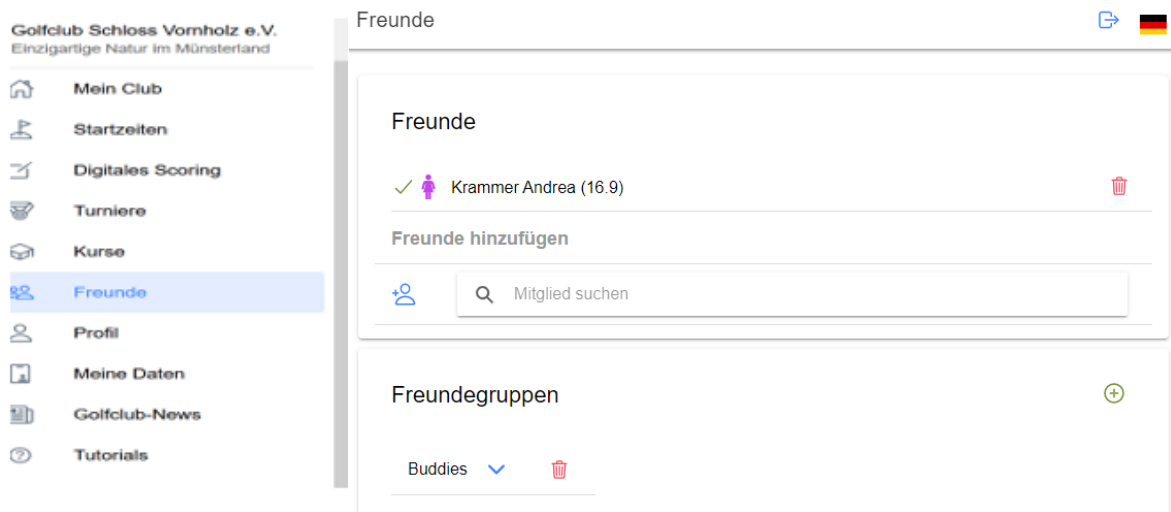 Golfclub Schloss Vornholz e.V.
Einzigartige Natur im Münsterland
Mein Club
Startzeiten
Digitales Scoring
Turniere
Kurse
Freunde
Profil
Meine Daten
Golfclub-News
Tutorials
Freunde
Freunde
Krammer Andrea (16.9)
Freunde hinzufügen
Mitglied suchen
Freundegruppen
Buddies